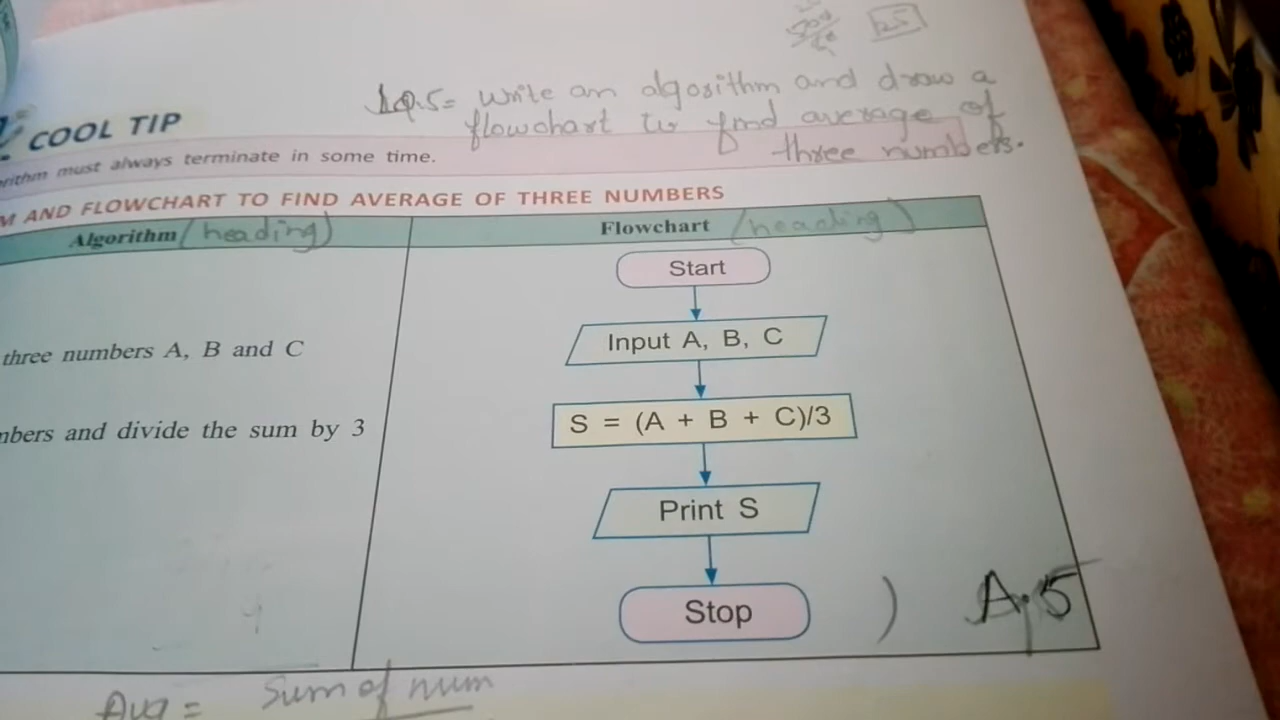 25
Q.5= Write an algorithm and draw a
flowchart to find average of
three numbers.
COOL TIP
rithm must always terminate in some time.
M AND FLOWCHART TO FIND AVERAGE OF THREE NUMBERS
Algorithm (heading)
Flowchart (heading)
three numbers A, B and C
nbers and divide the sum by 3
Start
Input A, B, C
S = (A + B + C)/3
Print S
Stop
) A.5
Avg = Sum of num